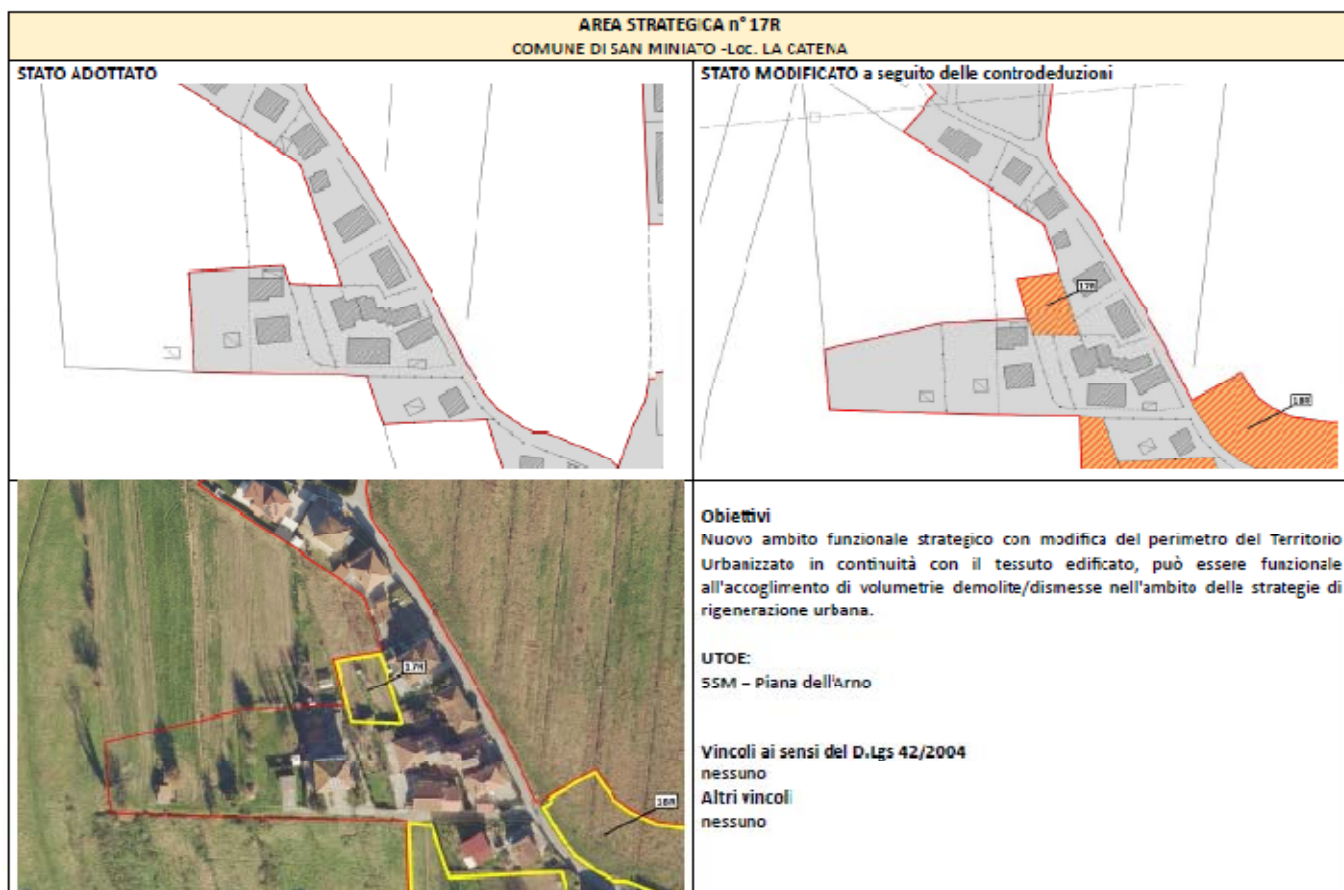 AREA STRATEGICA n° 17R
COMUNE DI SAN MINIATO -Loc. LA CATENA
STATO ADOTTATO
STATO MODIFICATO a seguito delle controdeduzioni
17R
18R
17R
18R
Obiettivi
Nuovo ambito funzionale strategico con modifica del perimetro del Territorio
Urbanizzato in continuità con il tessuto edificato, può essere funzionale
all'accoglimento di volumetrie demolite/dismesse nell'ambito delle strategie di
rigenerazione urbana.
UTOE:
5SM – Piana dell'Arno
Vincoli ai sensi del D.Lgs 42/2004
nessuno
Altri vincoli
nessuno